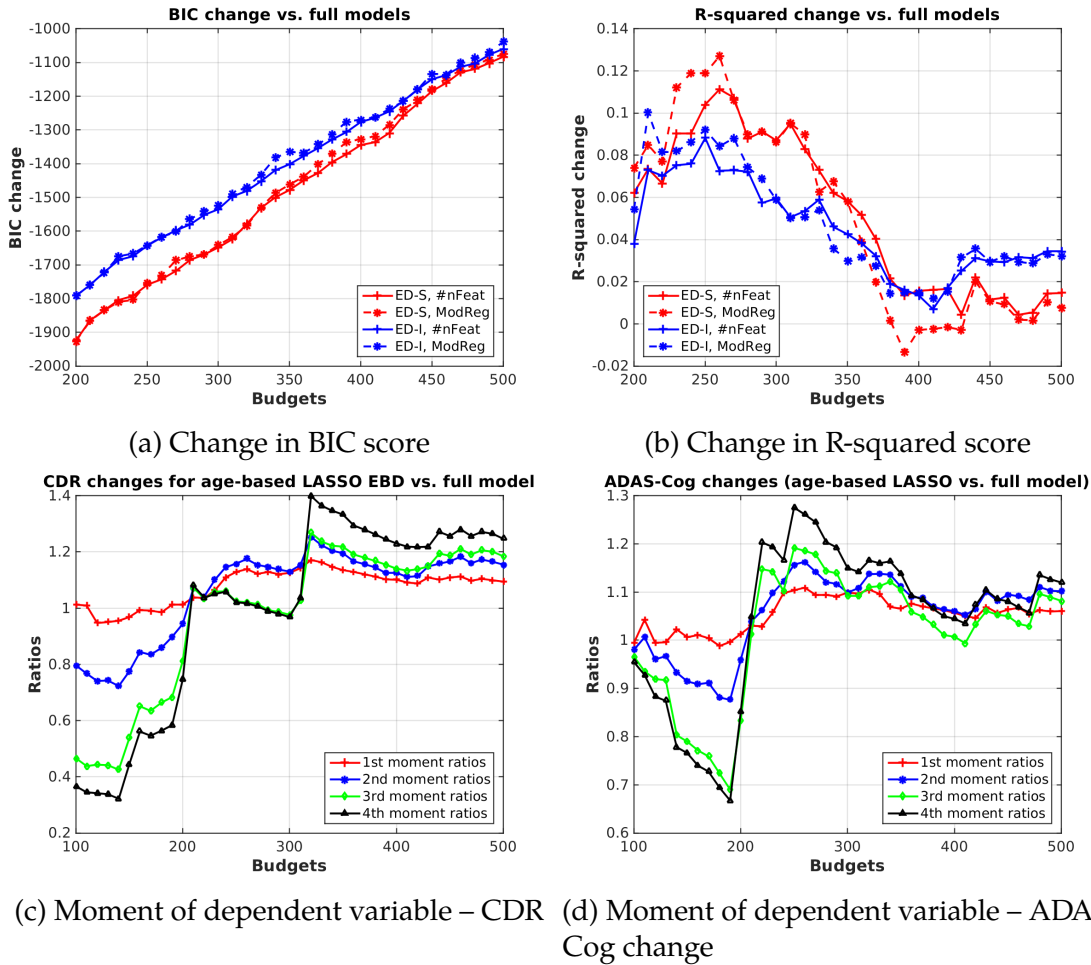 BIC change vs. full models
-1000
-1100
-1200
-1300
-1400
-1500
-1600
-1700
-1800
-1900
-2000
BIC change
ED-S, #nFeat
ED-S, ModReg
ED-I, #nFeat
ED-I, ModReg
200 250 300 350 400 450 500
Budgets
(a) Change in BIC score
R-squared change vs. full models
0.14
0.12
0.1
0.08
0.06
0.04
0.02
0
-0.02
R-squared change
ED-S, #nFeat
ED-S, ModReg
ED-I, #nFeat
ED-I, ModReg
200 250 300 350 400 450 500
Budgets
(b) Change in R-squared score
CDR changes for age-based LASSO EBD vs. full model
1.4
1.2
1
0.8
0.6
0.4
0.2
Ratios
1st moment ratios
2nd moment ratios
3rd moment ratios
4th moment ratios
100 200 300 400 500
Budgets
(c) Moment of dependent variable – CDR
ADAS-Cog changes (age-based LASSO vs. full model)
1.3
1.2
1.1
1
0.9
0.8
0.7
0.6
Ratios
1st moment ratios
2nd moment ratios
3rd moment ratios
4th moment ratios
100 200 300 400 500
Budgets
(d) Moment of dependent variable – ADA
Cog change